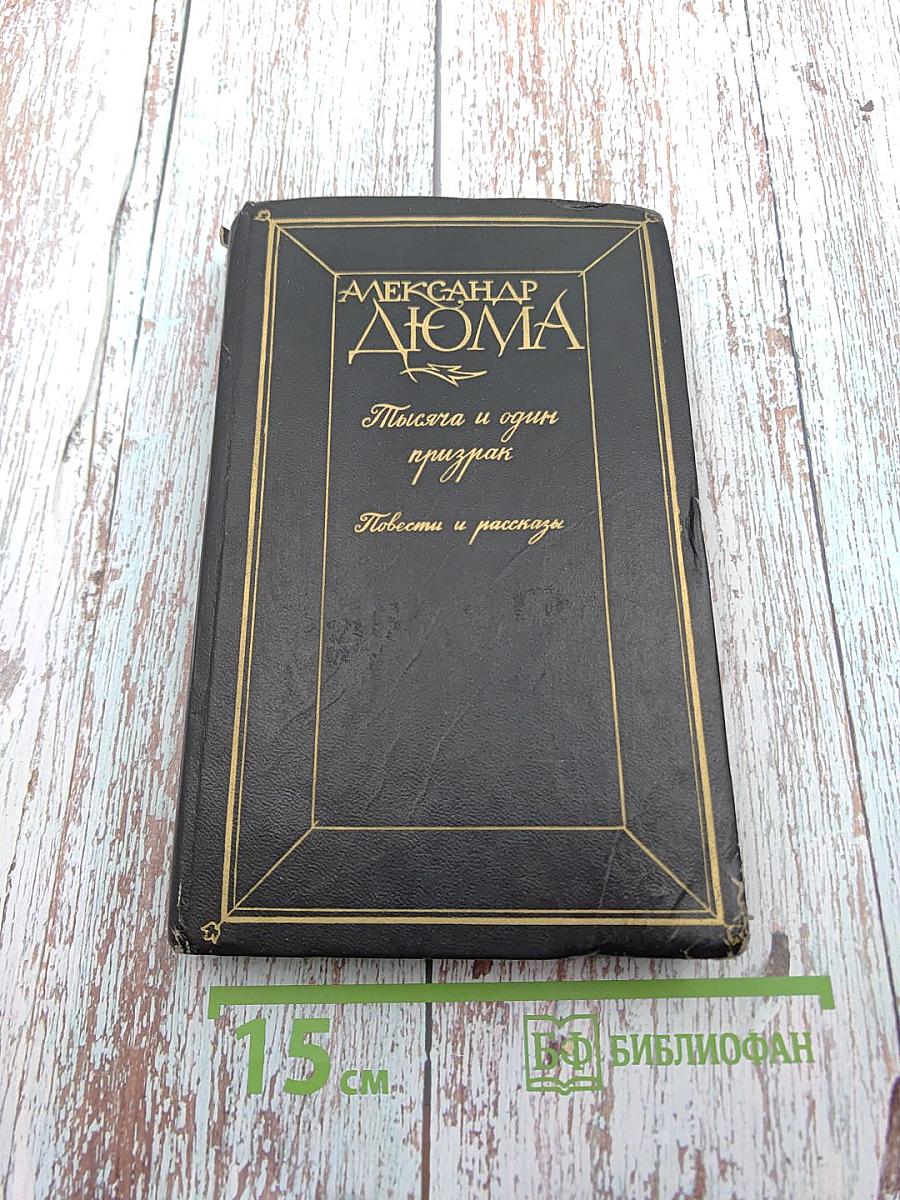 АЛЕКСАНДР
ДЮМА
Тысяча и один
призрак
Повести и рассказы
15 см
БФ БИБЛИОФАН